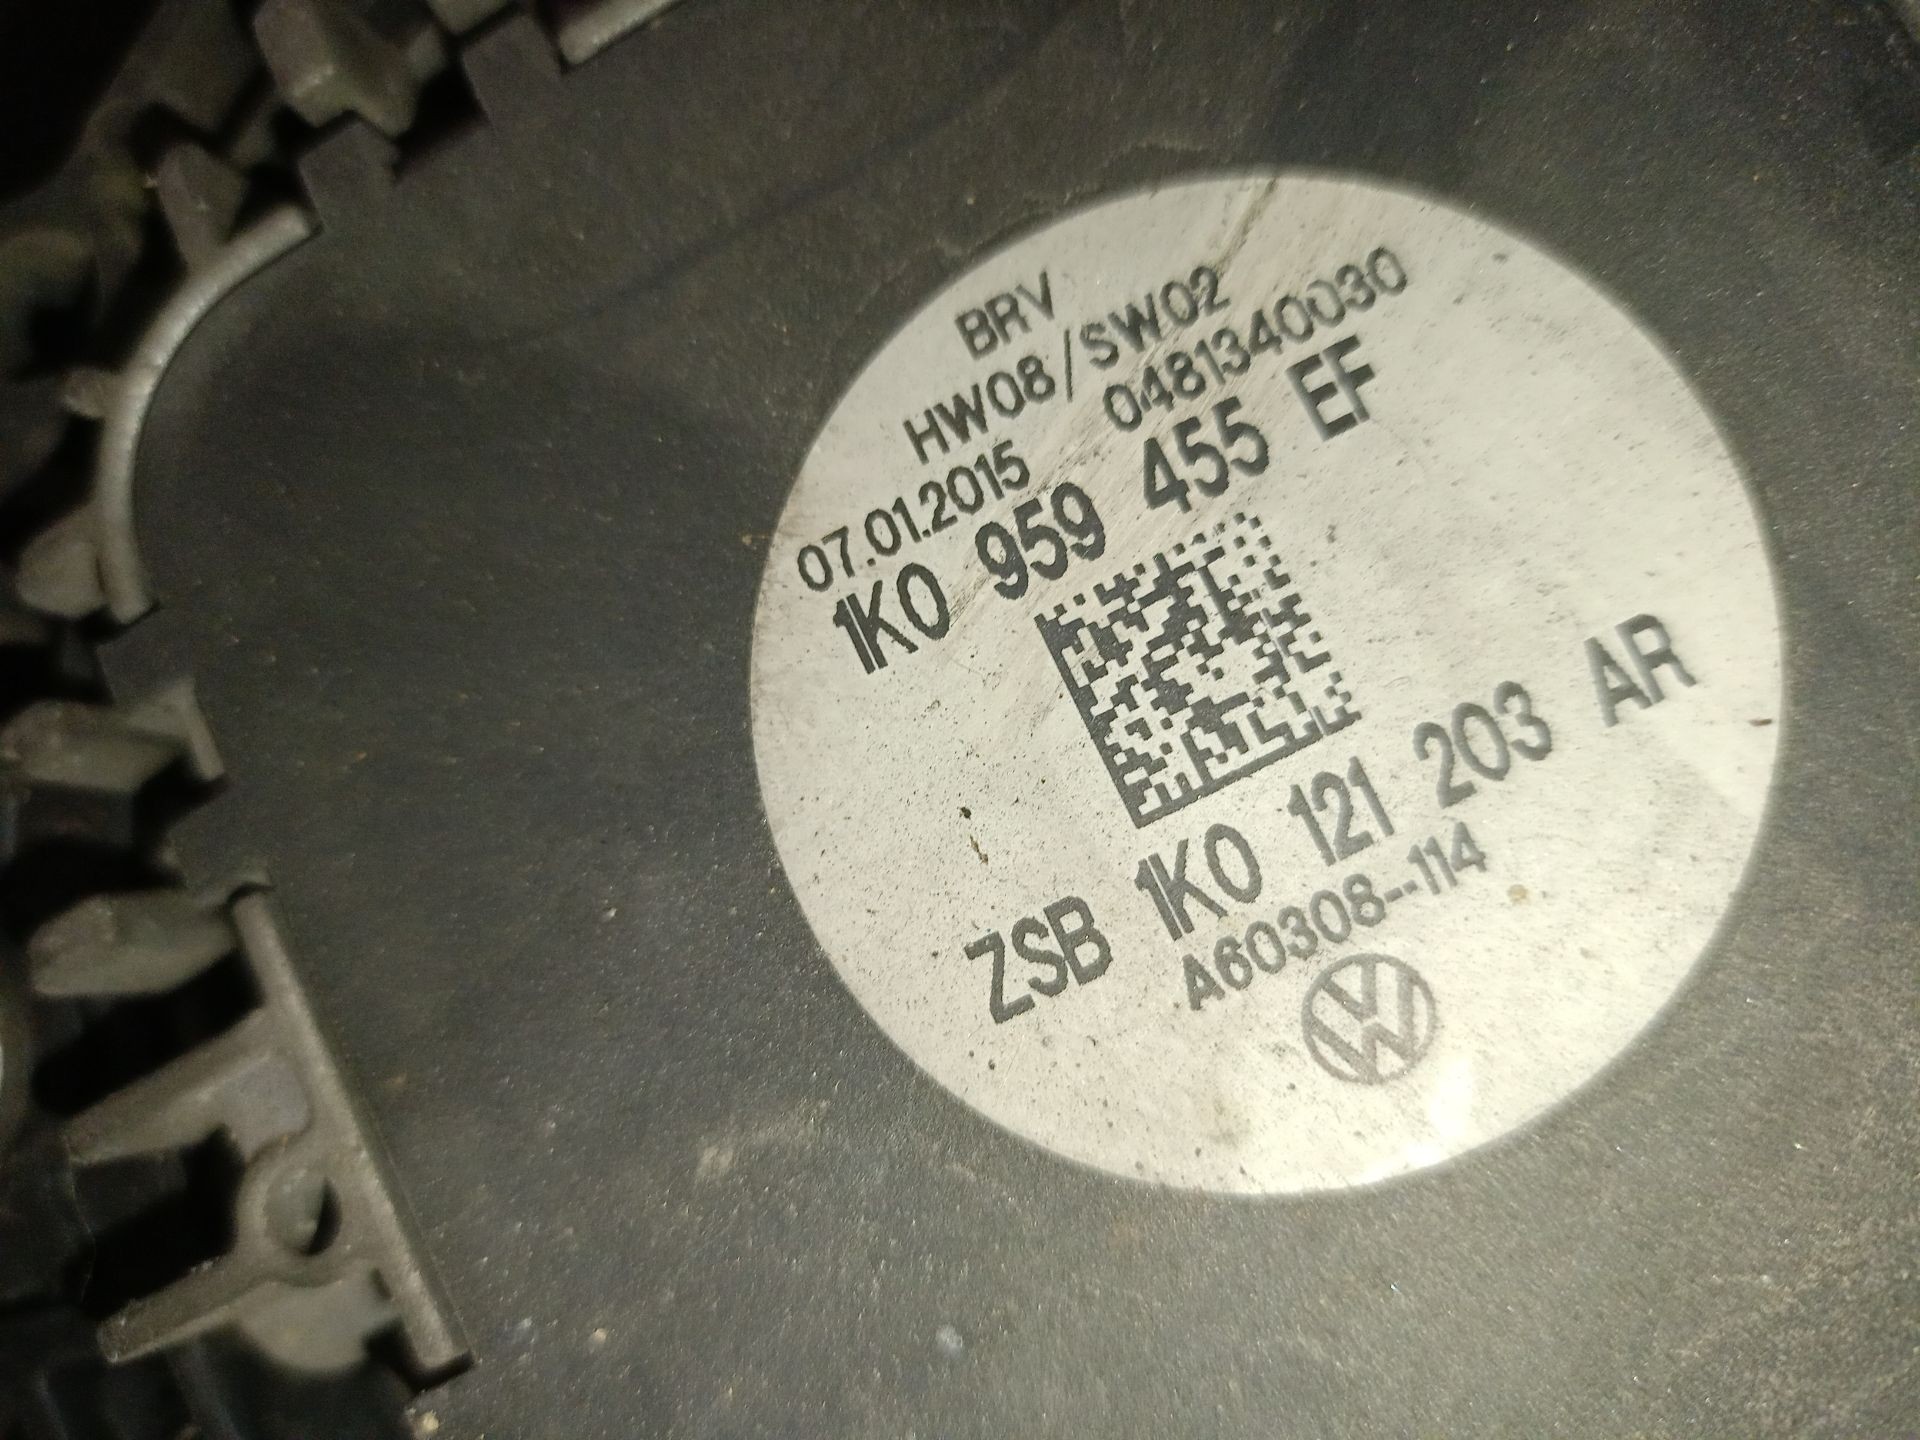 BRV
HW08/SW02
07.01.2015 0481340030
1K0 959 455 EF
ZSB 1K0 121 203 AR
A60308--114